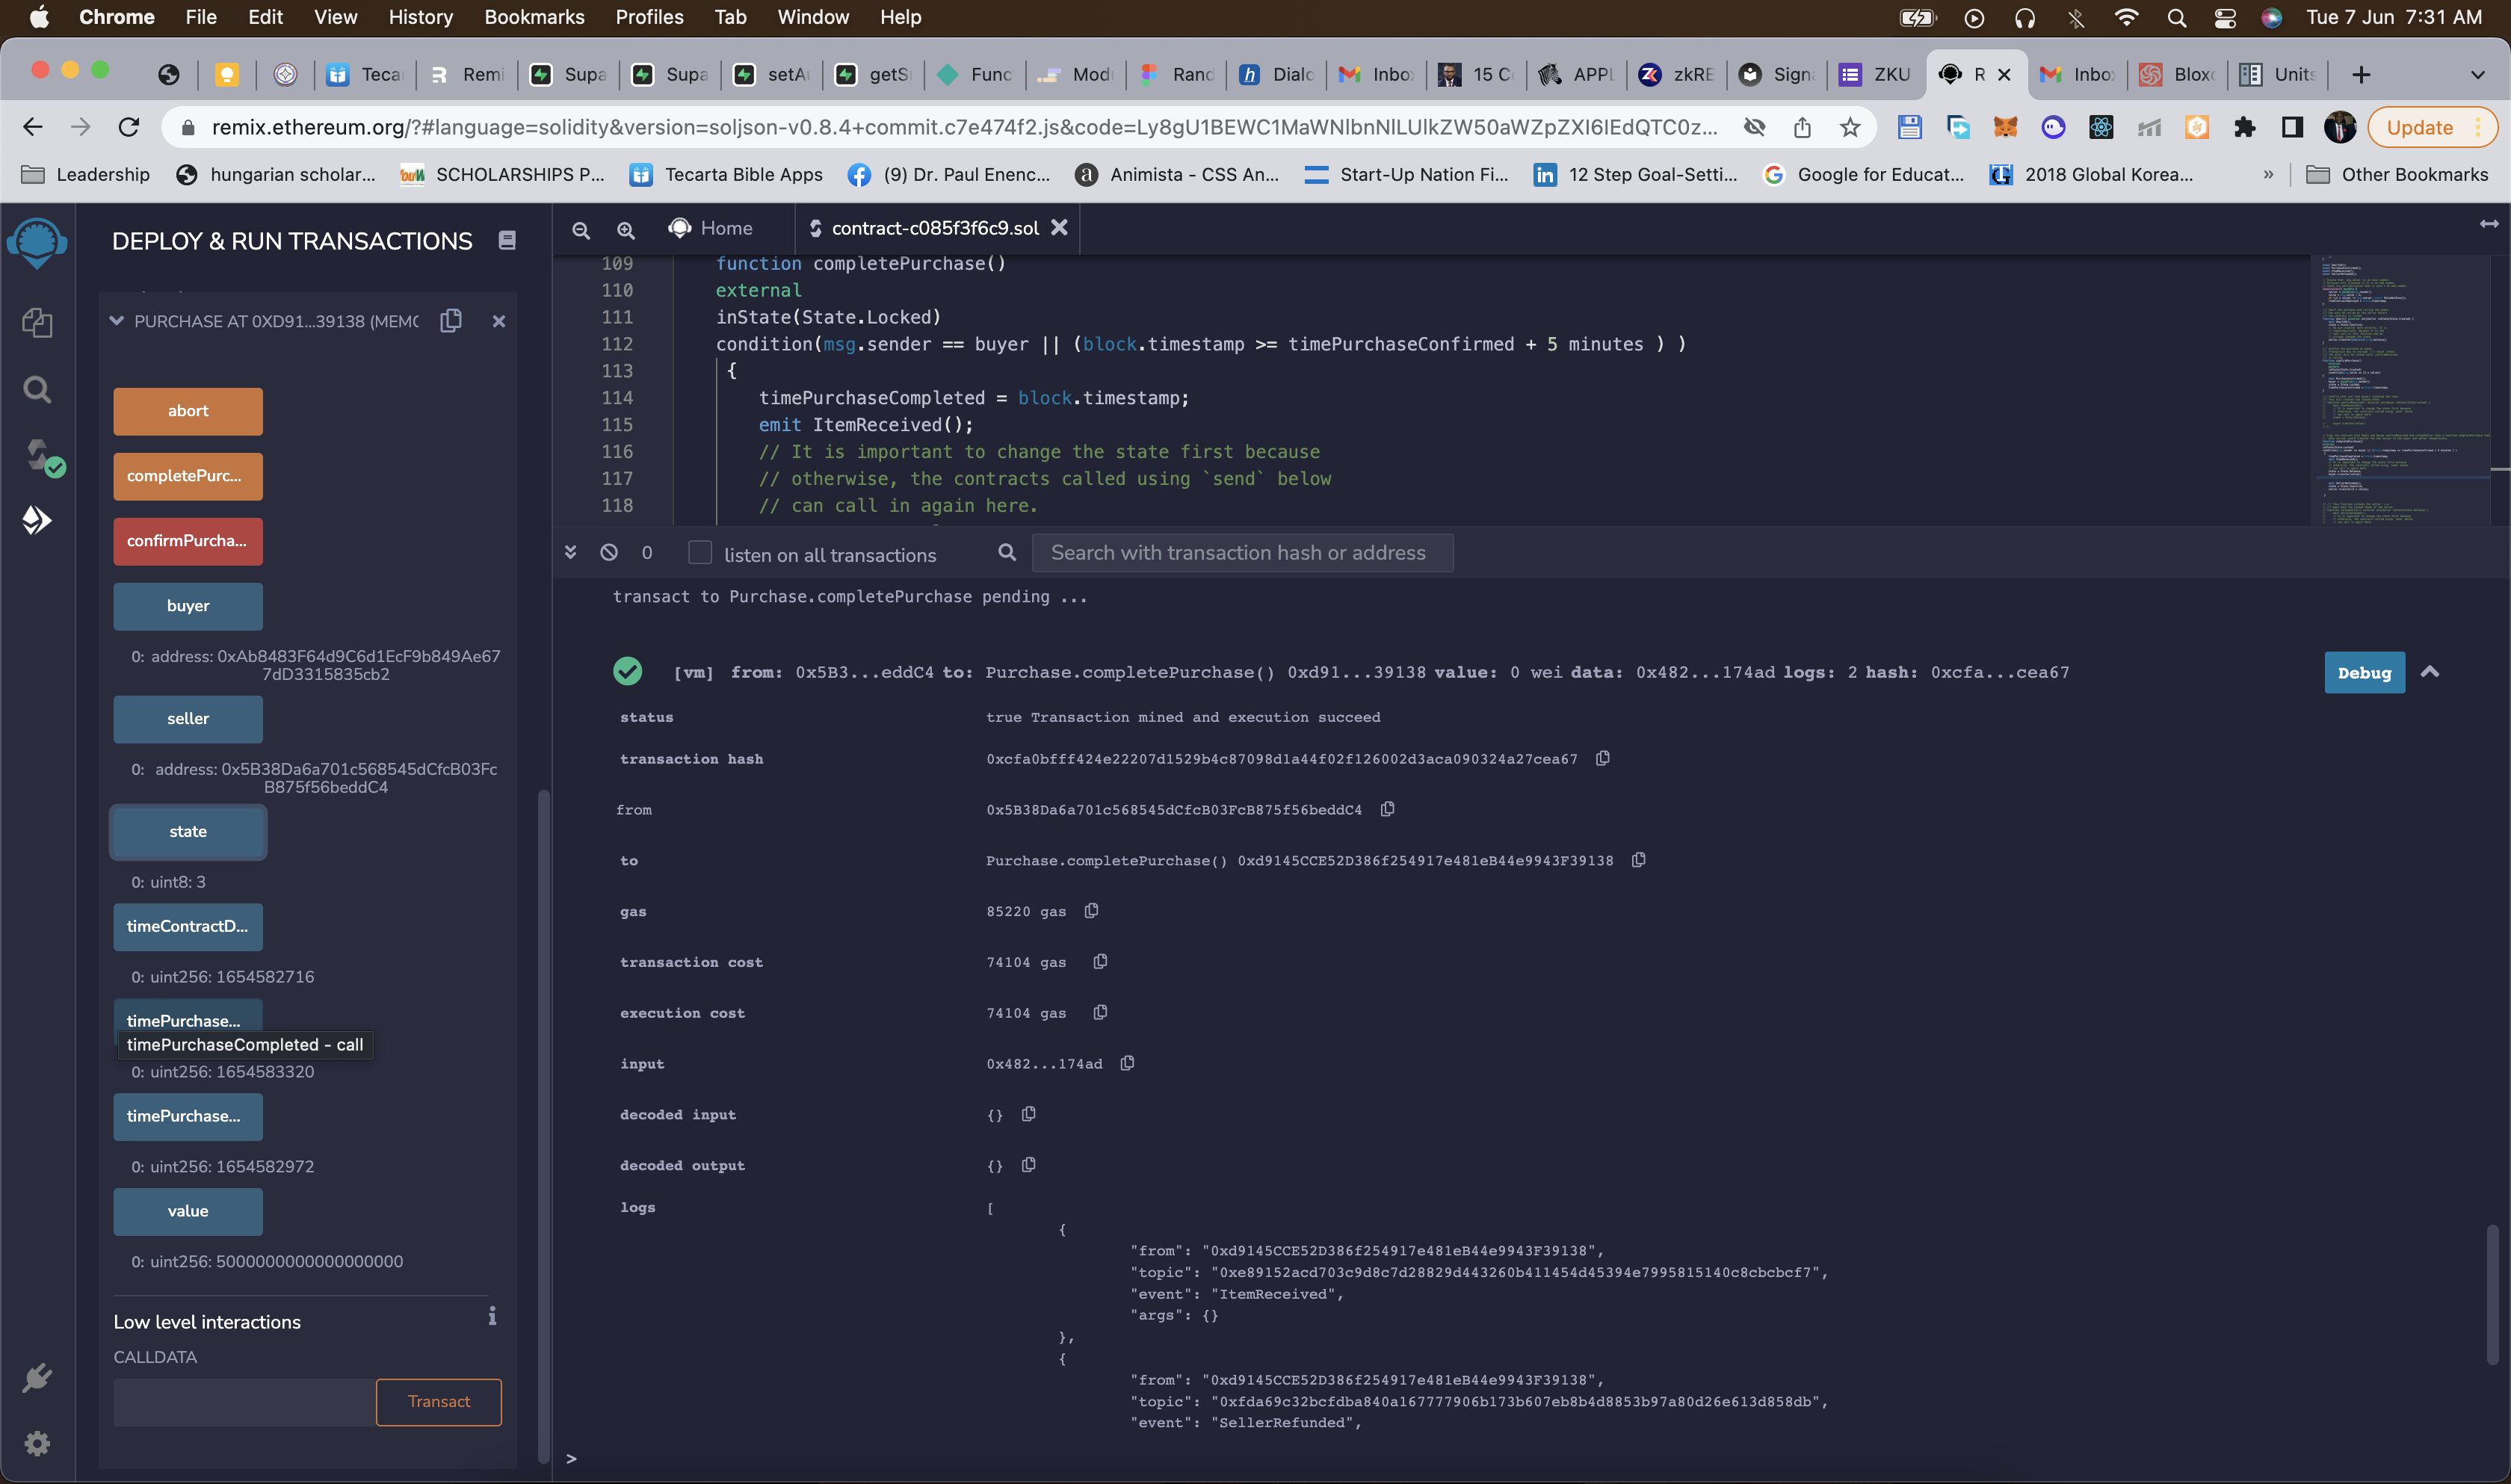 Chrome File Edit View History Bookmarks Profiles Tab Window Help Tue 7 Jun 7:31 AM
Teca Remi Supa Supa setAu getS Func Modu Rand h Dialo Inbo 15 C APPL zkRE Sign ZKU R Inbo Blox Units
remix.ethereum.org/?#language=solidity&version=soljson-v0.8.4+commit.c7e474f2.js&code=Ly8gU1BEWC1MaWNlbnNlLUlkZW50aWZpZXI6IEdQTC0z... Update
Leadership hungarian scholar... SCHOLARSHIPS P... Tecarta Bible Apps (9) Dr. Paul Enenc... Animista - CSS An... Start-Up Nation Fi... 12 Step Goal-Setti... Google for Educat... 2018 Global Korea... » Other Bookmarks
DEPLOY & RUN TRANSACTIONS
PURCHASE AT 0XD91...39138 (MEMO
abort
completePurc...
confirmPurcha...
buyer
0: address: 0xAb8483F64d9C6d1EcF9b849Ae67
7dD3315835cb2
seller
0: address: 0x5B38Da6a701c568545dCfcB03Fc
B875f56beddC4
state
0: uint8: 3
timeContractD...
0: uint256: 1654582716
timePurchase...
timePurchaseCompleted - call
0: uint256: 1654583320
timePurchase...
0: uint256: 1654582972
value
0: uint256: 5000000000000000000
Low level interactions
CALLDATA
Transact
Home contract-c085f3f6c9.sol
109 function completePurchase()
110 external
111 inState(State.Locked)
112 condition(msg.sender == buyer || (block.timestamp >= timePurchaseConfirmed + 5 minutes ) )
113 {
114 timePurchaseCompleted = block.timestamp;
115 emit ItemReceived();
116 // It is important to change the state first because
117 // otherwise, the contracts called using `send` below
118 // can call in again here.
0 listen on all transactions Search with transaction hash or address
transact to Purchase.completePurchase pending ...
[vm] from: 0x5B3...eddC4 to: Purchase.completePurchase() 0xd91...39138 value: 0 wei data: 0x482...174ad logs: 2 hash: 0xcfa...cea67 Debug
status true Transaction mined and execution succeed
transaction hash 0xcfa0bfff424e22207d1529b4c87098d1a44f02f126002d3aca090324a27cea67
from 0x5B38Da6a701c568545dCfcB03FcB875f56beddC4
to Purchase.completePurchase() 0xd9145CCE52D386f254917e481eB44e9943F39138
gas 85220 gas
transaction cost 74104 gas
execution cost 74104 gas
input 0x482...174ad
decoded input {}
decoded output {}
logs [
{
"from": "0xd9145CCE52D386f254917e481eB44e9943F39138",
"topic": "0xe89152acd703c9d8c7d28829d443260b411454d45394e7995815140c8cbcbcf7",
"event": "ItemReceived",
"args": {}
},
{
"from": "0xd9145CCE52D386f254917e481eB44e9943F39138",
"topic": "0xfda69c32bcfdba840a167777906b173b607eb8b4d8853b97a80d26e613d858db",
"event": "SellerRefunded",
>